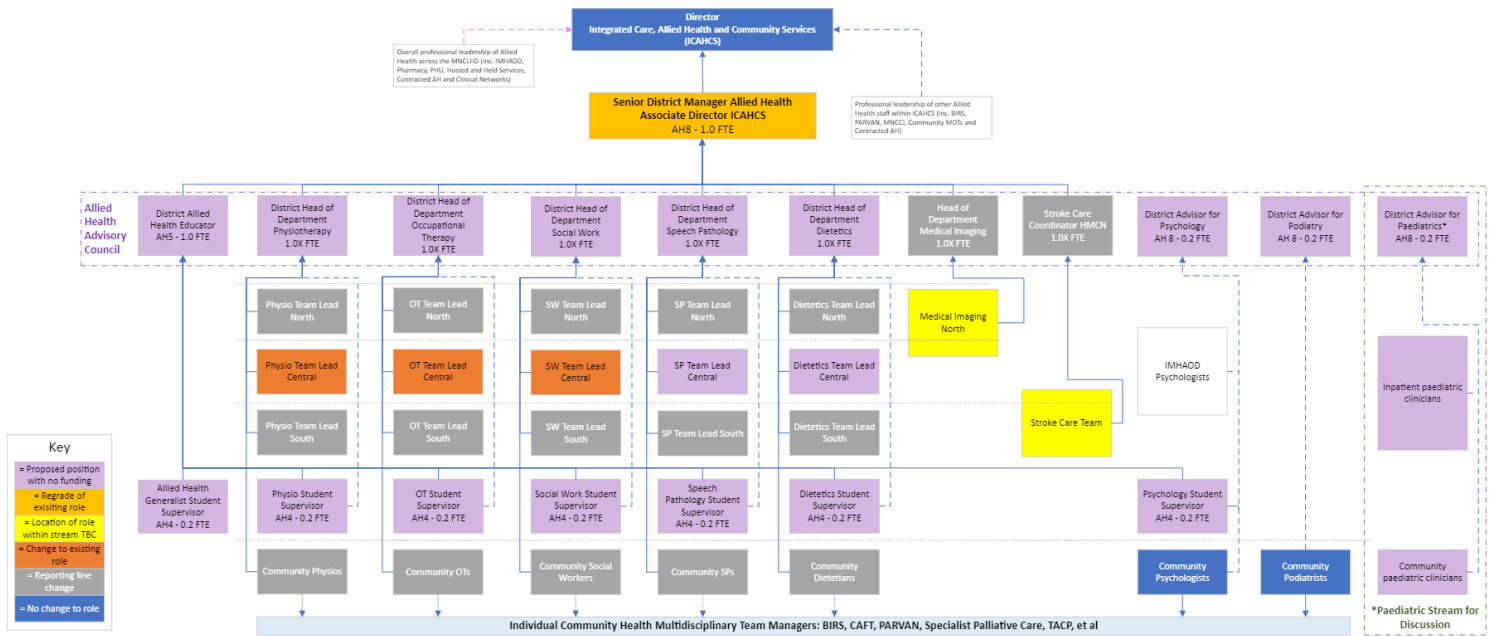 Director
Integrated Care, Allied Health and Community Services
(ICAHCS)
Overall professional leadership of Allied
Health across the MNCLHD (inc. IMHAOD,
Pharmacy, PHU, Hosted and Held Services,
Contracted AH and Clinical Networks)
Professional leadership of other Allied
Health staff within ICAHCS (inc. BIRS,
PARVAN, MNCCI, Community MDTs and
Contracted AH)
Senior District Manager Allied Health
Associate Director ICAHCS
AH8 - 1.0 FTE
Allied
Health
Advisory
Council
District Allied
Health Educator
AH5 - 1.0 FTE
District Head of
Department
Physiotherapy
1.0X FTE
District Head of
Department
Occupational
Therapy
1.0X FTE
District Head of
Department
Social Work
1.0X FTE
District Head of
Department
Speech Pathology
1.0X FTE
District Head of
Department
Dietetics
1.0X FTE
Head of
Department
Medical Imaging
1.0X FTE
Stroke Care
Coordinator HMCN
1.0X FTE
District Advisor for
Psychology
AH 8 - 0.2 FTE
District Advisor for
Podiatry
AH 8 - 0.2 FTE
District Advisor for
Paediatrics*
AH8 - 0.2 FTE
Physio Team Lead
North
OT Team Lead
North
SW Team Lead
North
SP Team Lead
North
Dietetics Team Lead
North
Medical Imaging
North
Physio Team Lead
Central
OT Team Lead
Central
SW Team Lead
Central
SP Team Lead
Central
Dietetics Team Lead
Central
IMHAOD
Psychologists
Inpatient paediatric
clinicians
Physio Team Lead
South
OT Team Lead
South
SW Team Lead
South
SP Team Lead South
Dietetics Team Lead
South
Stroke Care Team
Key
= Proposed position
with no funding
= Regrade of
exisiting role
= Location of role
within stream TBC
= Change to existing
role
= Reporting line
change
= No change to role
Allied Health
Generalist Student
Supervisor
AH4 - 0.2 FTE
Physio Student
Supervisor
AH4 - 0.2 FTE
OT Student
Supervisor
AH4 - 0.2 FTE
Social Work Student
Supervisor
AH4 - 0.2 FTE
Speech
Pathology Student
Supervisor
AH4 - 0.2 FTE
Dietetics Student
Supervisor
AH4 - 0.2 FTE
Psychology Student
Supervisor
AH4 - 0.2 FTE
Community Physios
Community OTs
Community Social
Workers
Community SPs
Community
Dietetians
Community
Psychologists
Community
Podiatrists
Community
paediatric clinicians
*Paediatric Stream for
Discussion
Individual Community Health Multidisciplinary Team Managers: BIRS, CAFT, PARVAN, Specialist Palliative Care, TACP, et al